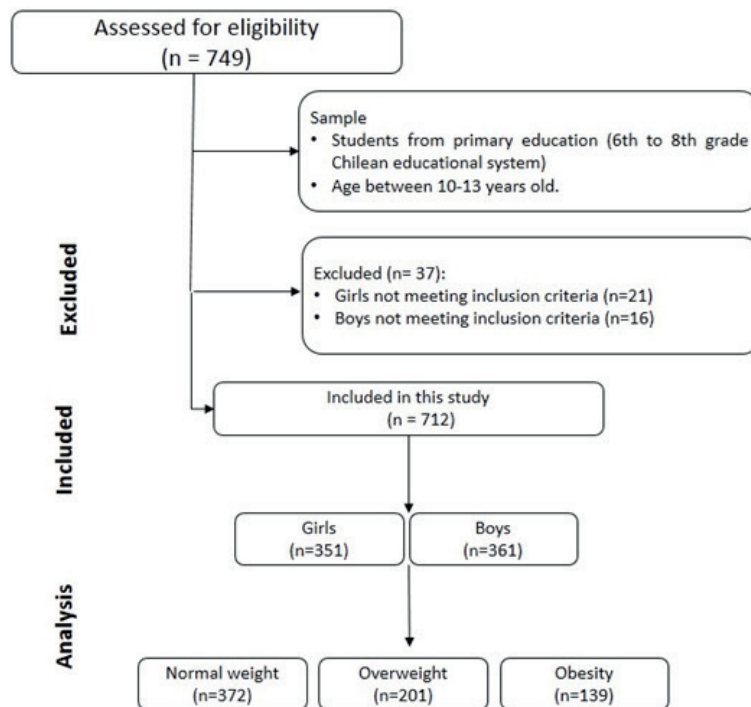 Assessed for eligibility
(n = 749)
Sample
• Students from primary education (6th to 8th grade
Chilean educational system)
• Age between 10-13 years old.
Excluded
Excluded (n= 37):
• Girls not meeting inclusion criteria (n=21)
• Boys not meeting inclusion criteria (n=16)
Included
Included in this study
(n = 712)
Girls
(n=351)
Boys
(n=361)
Analysis
Normal weight
(n=372)
Overweight
(n=201)
Obesity
(n=139)